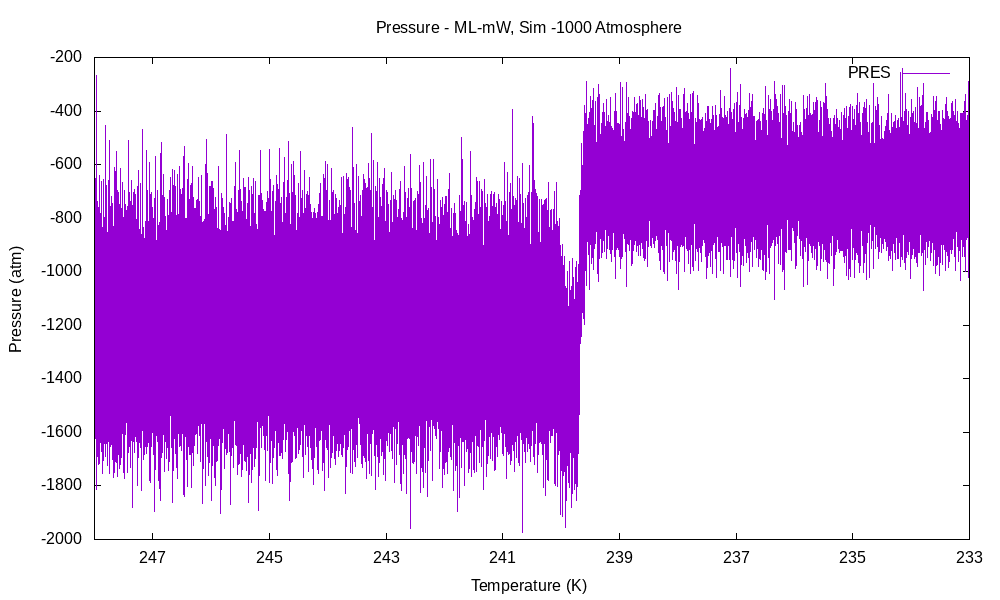 Pressure - ML-mW, Sim -1000 Atmosphere
PRES
-200
-400
-600
-800
-1000
-1200
-1400
-1600
-1800
-2000
Pressure (atm)
247 245 243 241 239 237 235 233
Temperature (K)